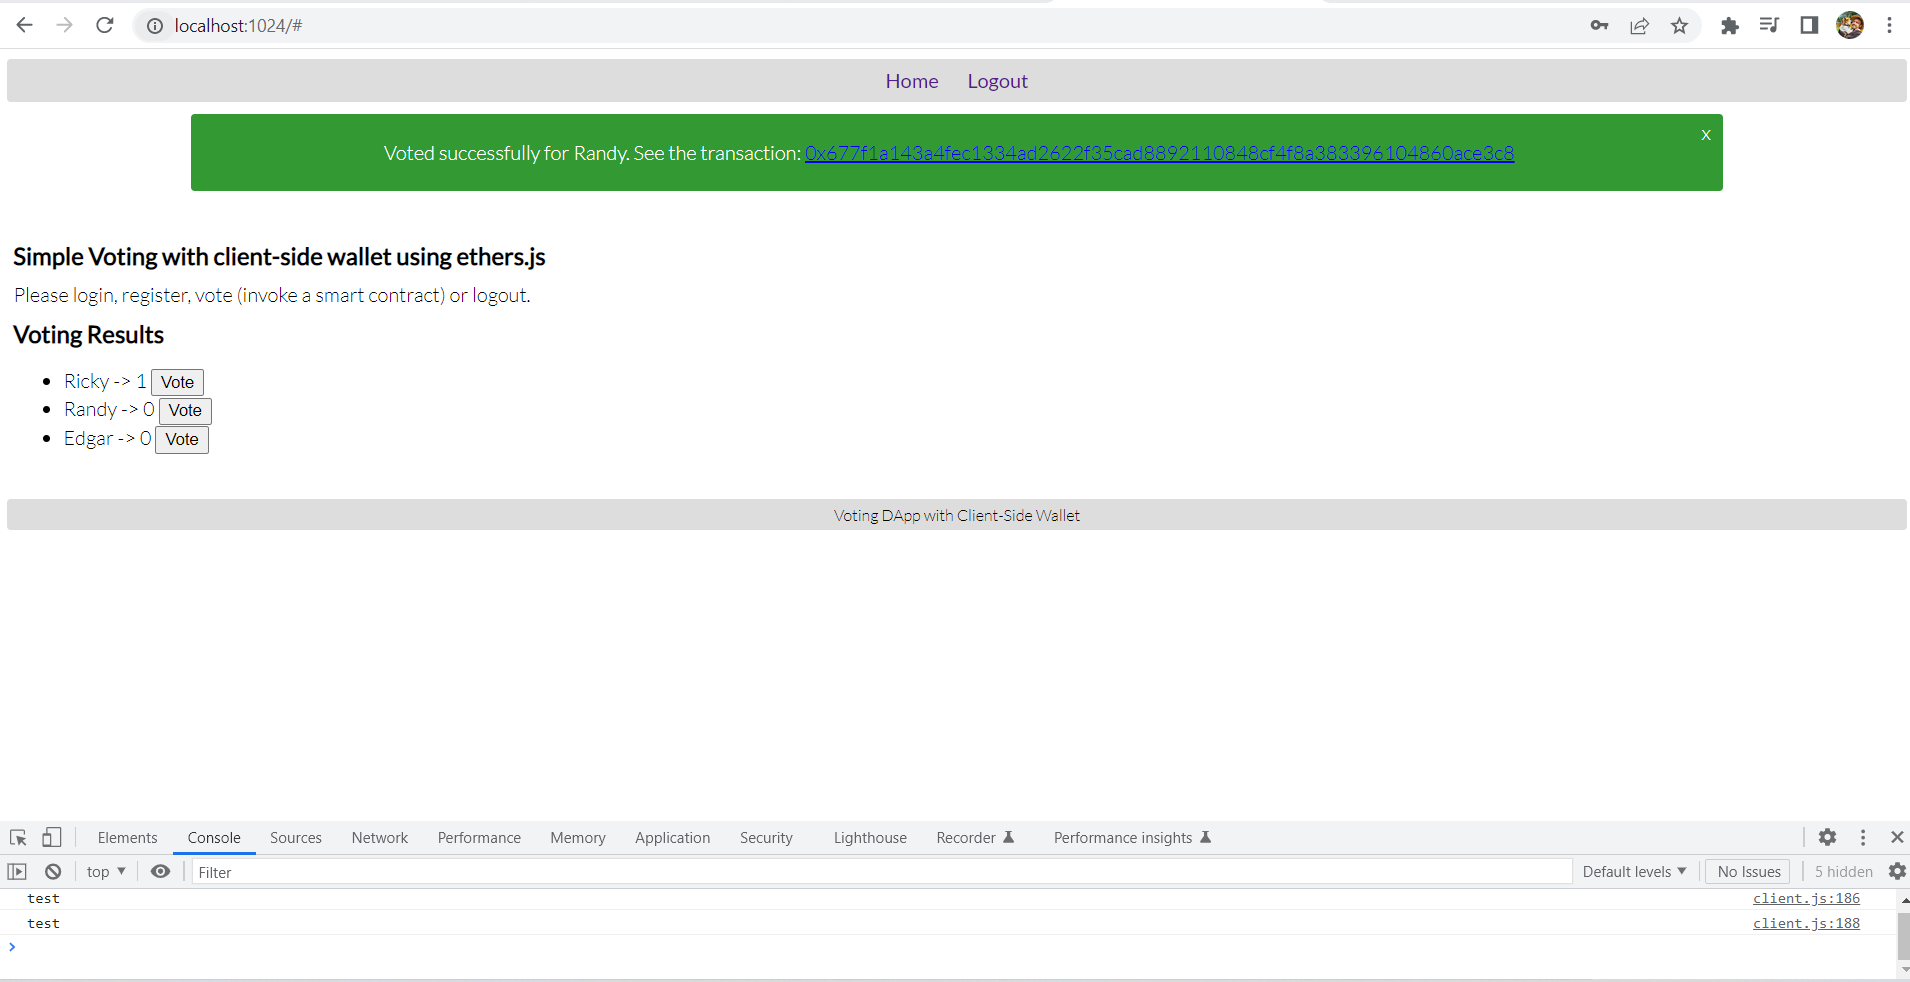 localhost:1024/#
Home Logout
Voted successfully for Randy. See the transaction: 0x677f1a143a4fec1334ad2622f35cad8892110848cf4f8a383396104860ace3c8 X
Simple Voting with client-side wallet using ethers.js
Please login, register, vote (invoke a smart contract) or logout.
Voting Results
Ricky -> 1 Vote
Randy -> 0 Vote
Edgar -> 0 Vote
Voting DApp with Client-Side Wallet
Elements Console Sources Network Performance Memory Application Security Lighthouse Recorder Performance insights
top Filter Default levels No Issues 5 hidden
test client.js:186
test client.js:188